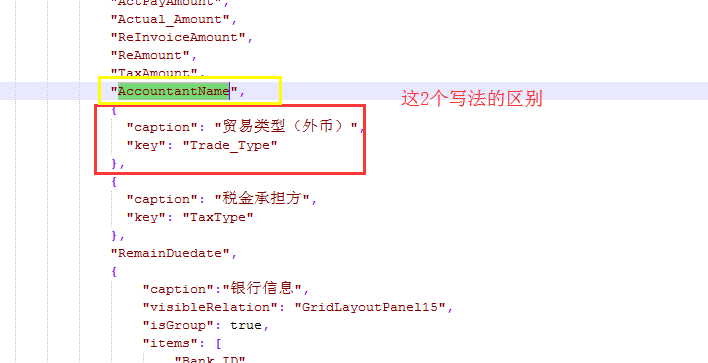 "ActPayAmount",
"Actual_Amount",
"ReInvoiceAmount",
"ReAmount",
"TaxAmount",
"AccountantName",
这2个写法的区别
{
"caption": "贸易类型（外币）",
"key": "Trade_Type"
},
{
"caption": "税金承担方",
"key": "TaxType"
},
"RemainDuedate",
{
"caption":"银行信息",
"visibleRelation": "GridLayoutPanel15",
"isGroup": true,
"items": [
"Bank_ID"